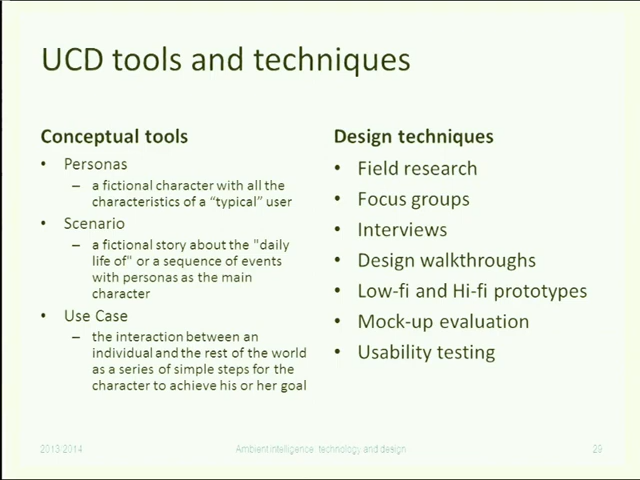 UCD tools and techniques
Conceptual tools
• Personas
– a fictional character with all the
characteristics of a “typical” user
• Scenario
– a fictional story about the "daily
life of" or a sequence of events
with personas as the main
character
• Use Case
– the interaction between an
individual and the rest of the world
as a series of simple steps for the
character to achieve his or her goal
Design techniques
• Field research
• Focus groups
• Interviews
• Design walkthroughs
• Low-fi and Hi-fi prototypes
• Mock-up evaluation
• Usability testing
2013/2014
Ambient intelligence: technology and design
29